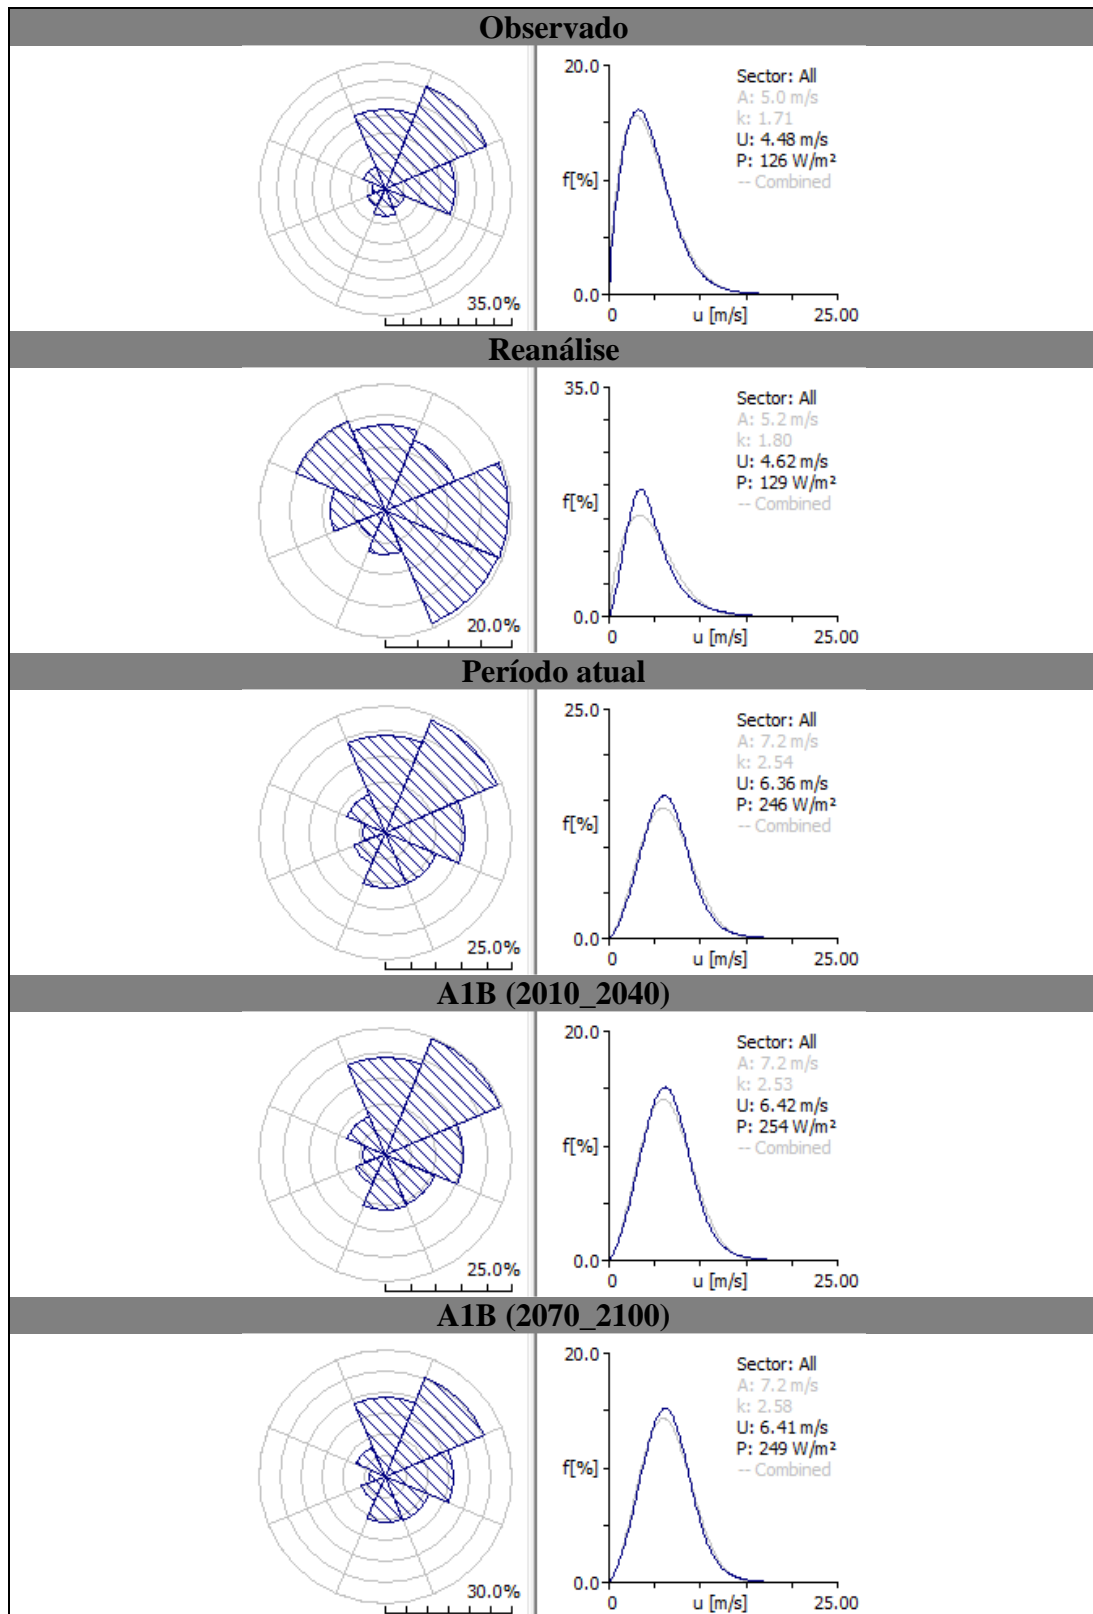 Observado
35.0%
20.0
f[%]
0.0
0
u [m/s]
25.00
Sector: All
A: 5.0 m/s
k: 1.71
U: 4.48 m/s
P: 126 W/m²
-- Combined
Reanálise
20.0%
35.0
f[%]
0.0
0
u [m/s]
25.00
Sector: All
A: 5.2 m/s
k: 1.80
U: 4.62 m/s
P: 129 W/m²
-- Combined
Período atual
25.0%
25.0
f[%]
0.0
0
u [m/s]
25.00
Sector: All
A: 7.2 m/s
k: 2.54
U: 6.36 m/s
P: 246 W/m²
-- Combined
A1B (2010_2040)
25.0%
20.0
f[%]
0.0
0
u [m/s]
25.00
Sector: All
A: 7.2 m/s
k: 2.53
U: 6.42 m/s
P: 254 W/m²
-- Combined
A1B (2070_2100)
30.0%
20.0
f[%]
0.0
0
u [m/s]
25.00
Sector: All
A: 7.2 m/s
k: 2.58
U: 6.41 m/s
P: 249 W/m²
-- Combined